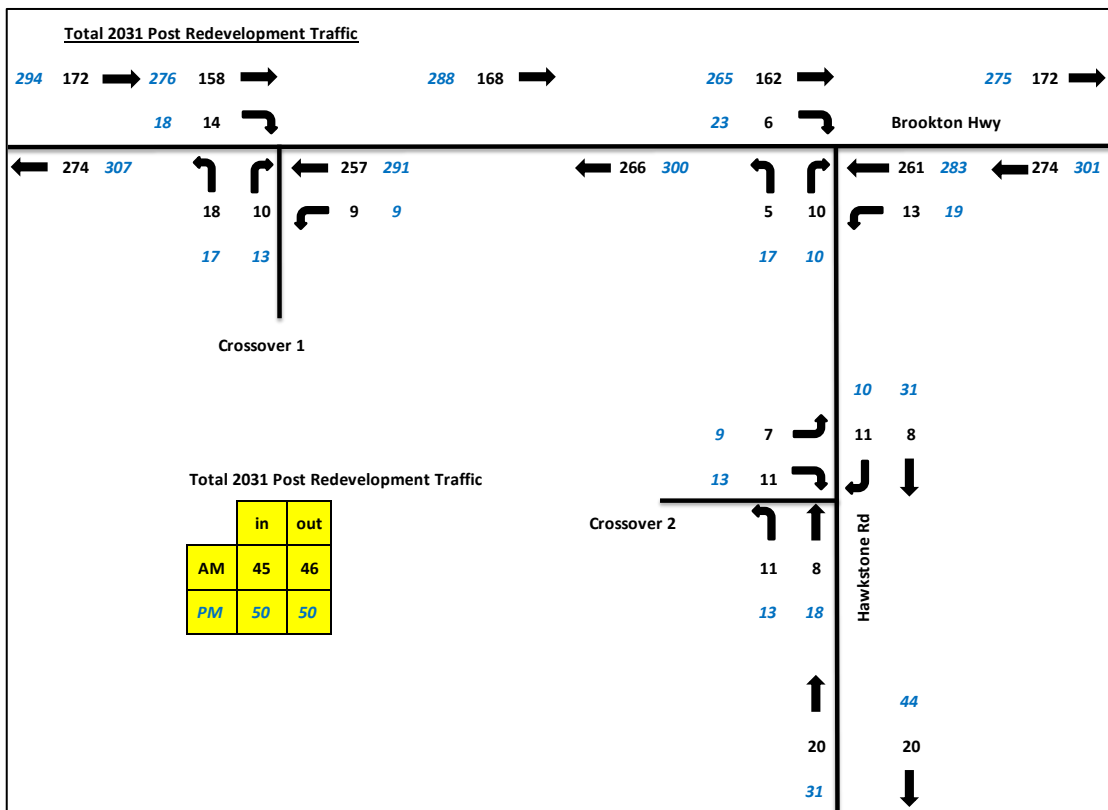 Total 2031 Post Redevelopment Traffic
294 172 276 158 288 168 265 162 275 172
18 14 23 6 Brookton Hwy
274 307 257 291 266 300 261 283 274 301
18 10 9 9 5 10 13 19
17 13 17 10
Crossover 1
10 31
9 7 11 8
Total 2031 Post Redevelopment Traffic 13 11
in out
Crossover 2
AM 45 46
11 8
Hawkstone Rd
PM 50 50
13 18
44
20 20
31